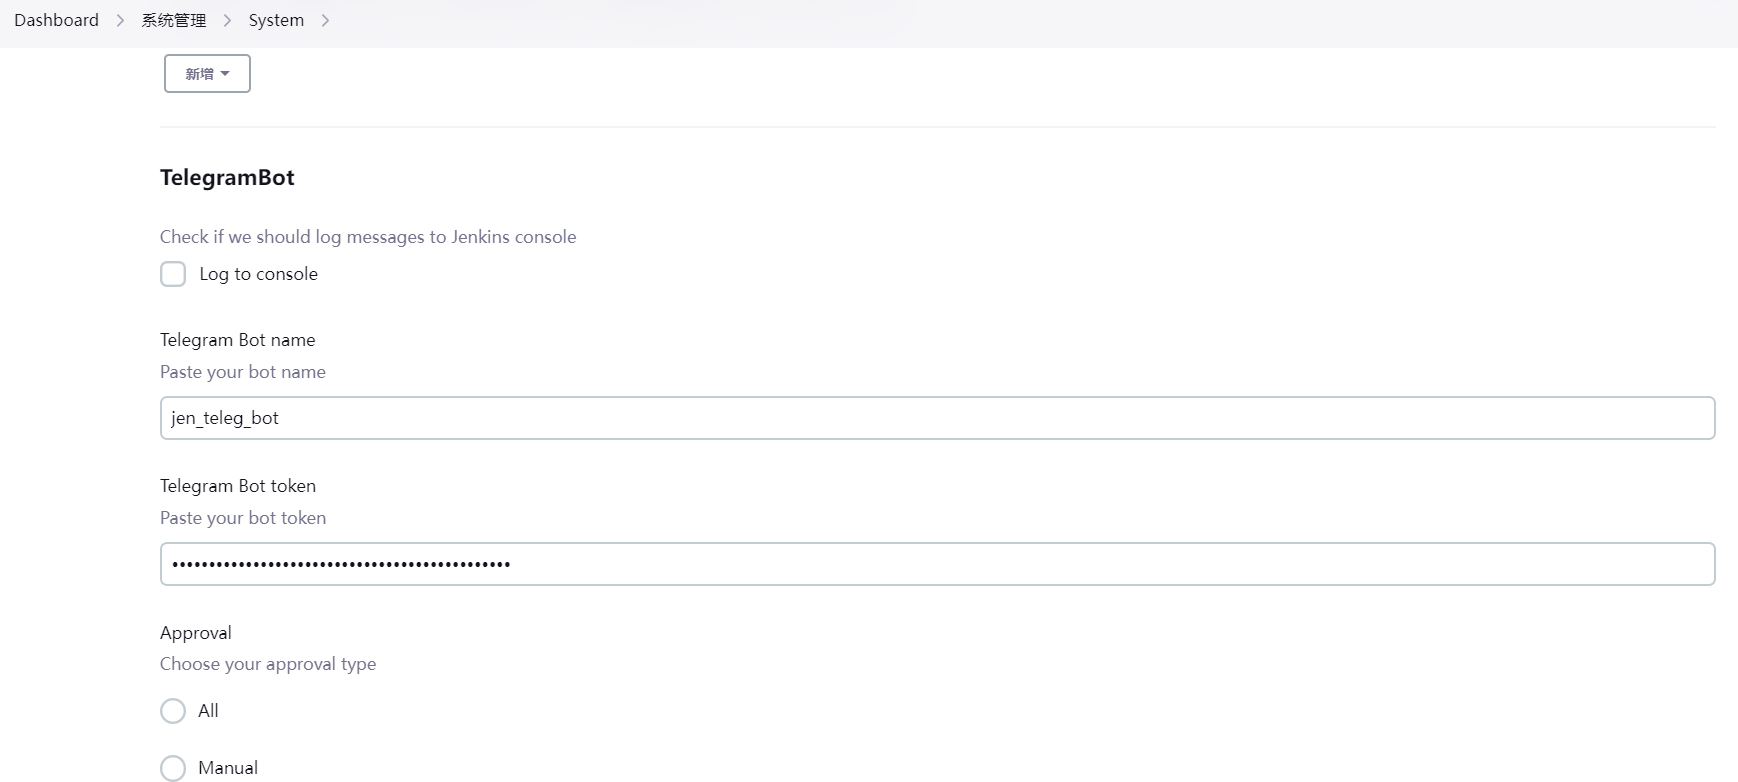 Dashboard > 系统管理 > System >
新增
TelegramBot
Check if we should log messages to Jenkins console
Log to console
Telegram Bot name
Paste your bot name
jen_teleg_bot
Telegram Bot token
Paste your bot token
••••••••••••••••••••••••••••••••••••••••••••••
Approval
Choose your approval type
All
Manual